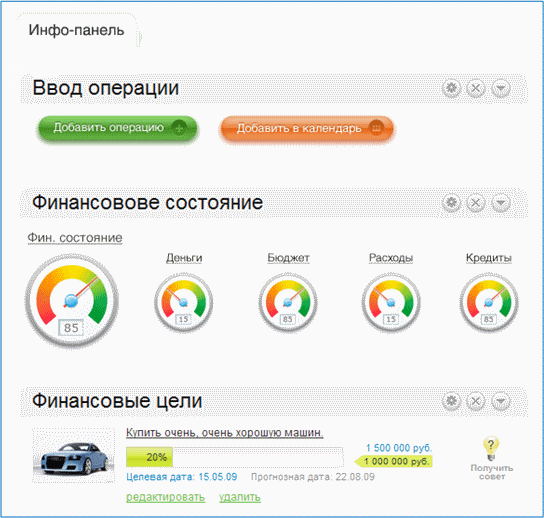 Инфо-панель
Ввод операции
Добавить операцию
Добавить в календарь
Финансовове состояние
Фин. состояние
Деньги
Бюджет
Расходы
Кредиты
85
15
85
15
85
Финансовые цели
Купить очень, очень хорошую машин.
20%
1 500 000 руб.
1 000 000 руб.
Целевая дата: 15.05.09 Прогнозная дата: 22.08.09
Получить
совет
редактировать удалить